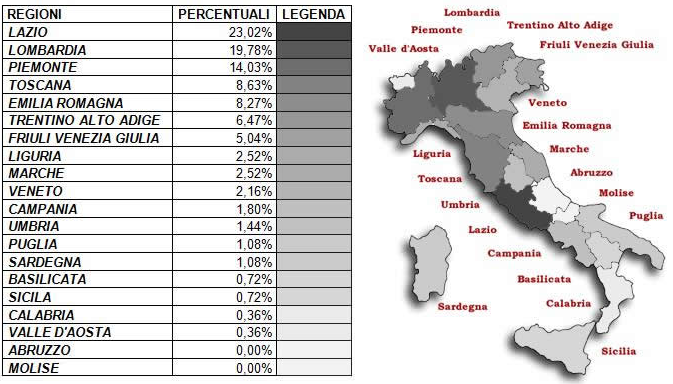 REGIONI PERCENTUALI LEGENDA
LAZIO 23,02%
LOMBARDIA 19,78%
PIEMONTE 14,03%
TOSCANA 8,63%
EMILIA ROMAGNA 8,27%
TRENTINO ALTO ADIGE 6,47%
FRIULI VENEZIA GIULIA 5,04%
LIGURIA 2,52%
MARCHE 2,52%
VENETO 2,16%
CAMPANIA 1,80%
UMBRIA 1,44%
PUGLIA 1,08%
SARDEGNA 1,08%
BASILICATA 0,72%
SICILA 0,72%
CALABRIA 0,36%
VALLE D'AOSTA 0,36%
ABRUZZO 0,00%
MOLISE 0,00%
Lombardia
Piemonte
Trentino Alto Adige
Valle d'Aosta
Friuli Venezia Giulia
Veneto
Emilia Romagna
Liguria
Marche
Toscana
Abruzzo
Umbria
Molise
Puglia
Lazio
Campania
Basilicata
Sardegna
Calabria
Sicilia